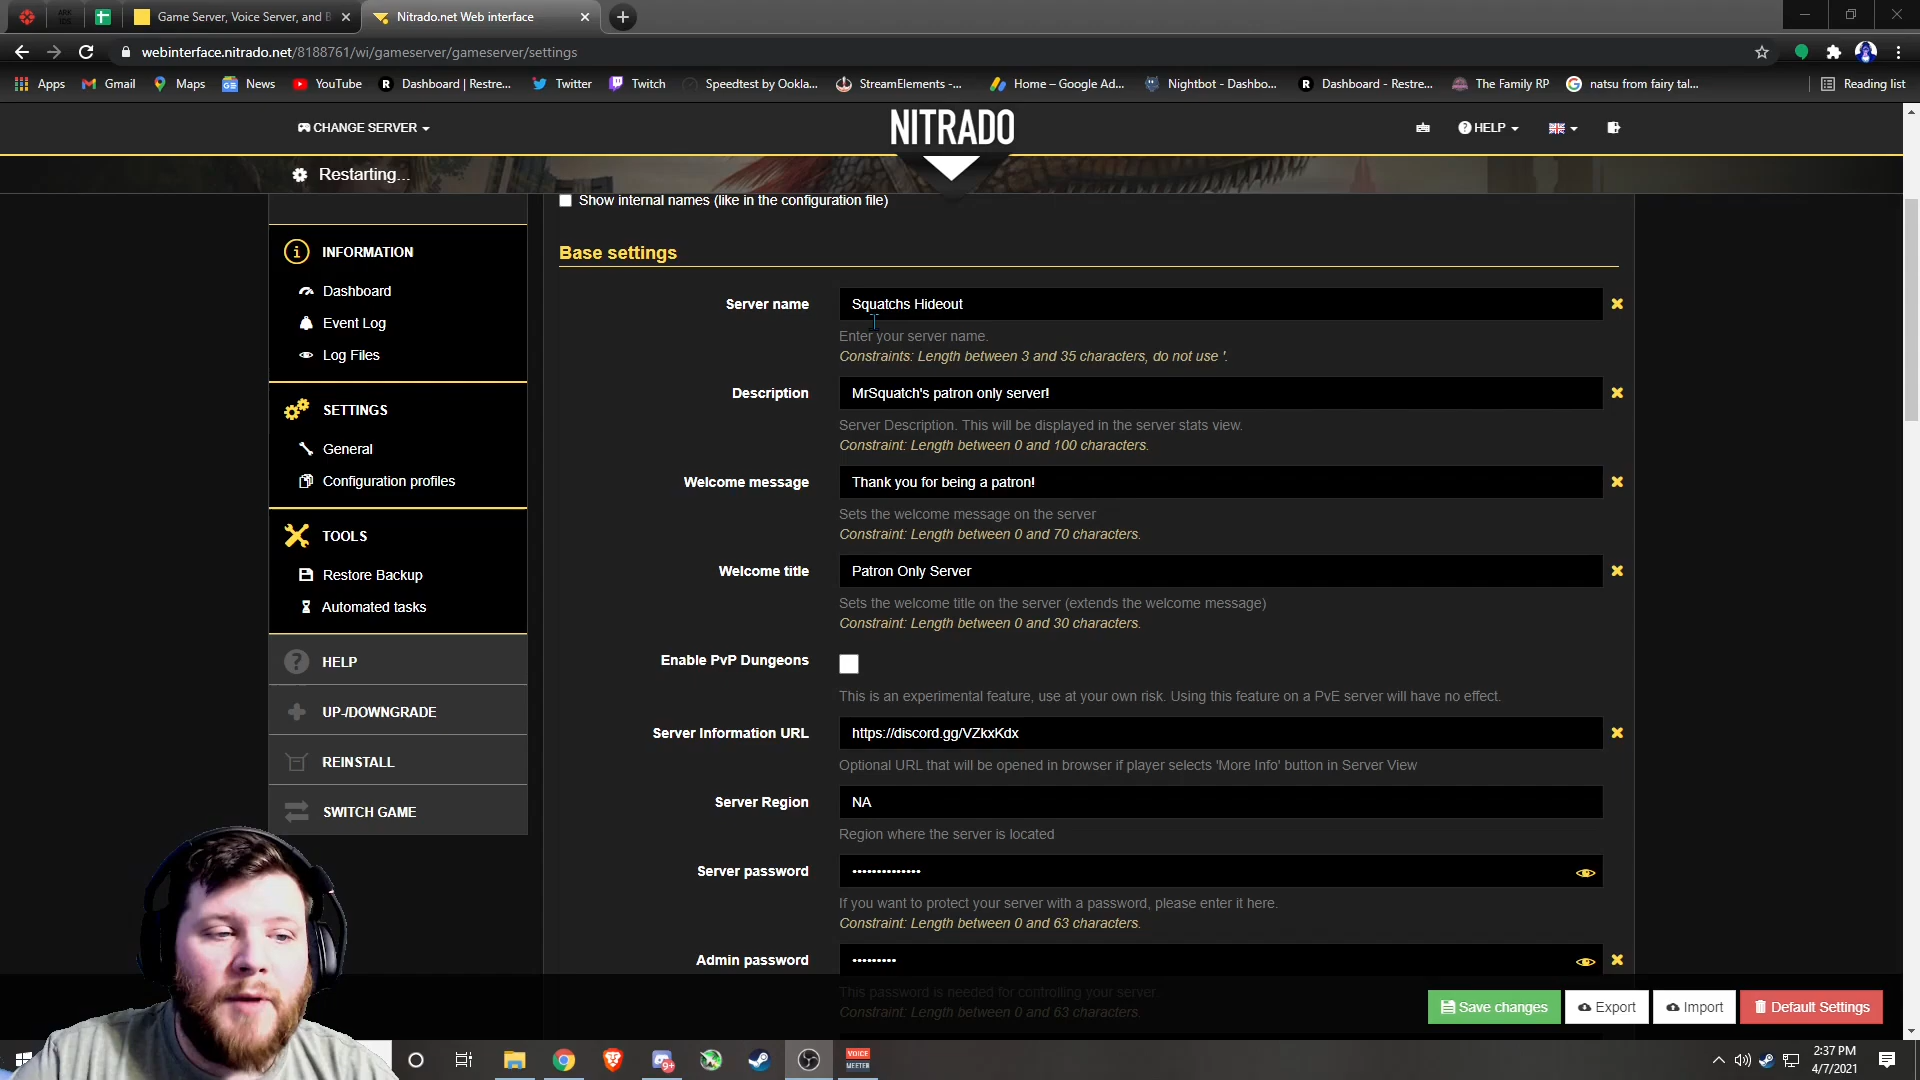 Game Server, Voice Server, and B
Nitrado.net Web interface
webinterface.nitrado.net/8188761/wi/gameserver/gameserver/settings
Apps Gmail Maps News YouTube Dashboard | Restre... Twitter Twitch Speedtest by Ookla... StreamElements -... Home – Google Ad... Nightbot - Dashbo... Dashboard - Restre... The Family RP natsu from fairy tal... Reading list
CHANGE SERVER
NITRADO
HELP
Restarting...
Show internal names (like in the configuration file)
INFORMATION
Dashboard
Event Log
Log Files
SETTINGS
General
Configuration profiles
TOOLS
Restore Backup
Automated tasks
HELP
UP-/DOWNGRADE
REINSTALL
SWITCH GAME
Base settings
Server name
Squatchs Hideout
Enter your server name.
Constraints: Length between 3 and 35 characters, do not use '.
Description
MrSquatch's patron only server!
Server Description. This will be displayed in the server stats view.
Constraint: Length between 0 and 100 characters.
Welcome message
Thank you for being a patron!
Sets the welcome message on the server
Constraint: Length between 0 and 70 characters.
Welcome title
Patron Only Server
Sets the welcome title on the server (extends the welcome message)
Constraint: Length between 0 and 30 characters.
Enable PvP Dungeons
This is an experimental feature, use at your own risk. Using this feature on a PvE server will have no effect.
Server Information URL
https://discord.gg/VZkxKdx
Optional URL that will be opened in browser if player selects 'More Info' button in Server View
Server Region
NA
Region where the server is located
Server password
••••••••••••••
If you want to protect your server with a password, please enter it here.
Constraint: Length between 0 and 63 characters.
Admin password
•••••••••
This password is needed for controlling your server.
Constraint: Length between 0 and 63 characters.
Save changes
Export
Import
Default Settings
VOICE
MEETER
2:37 PM
4/7/2021